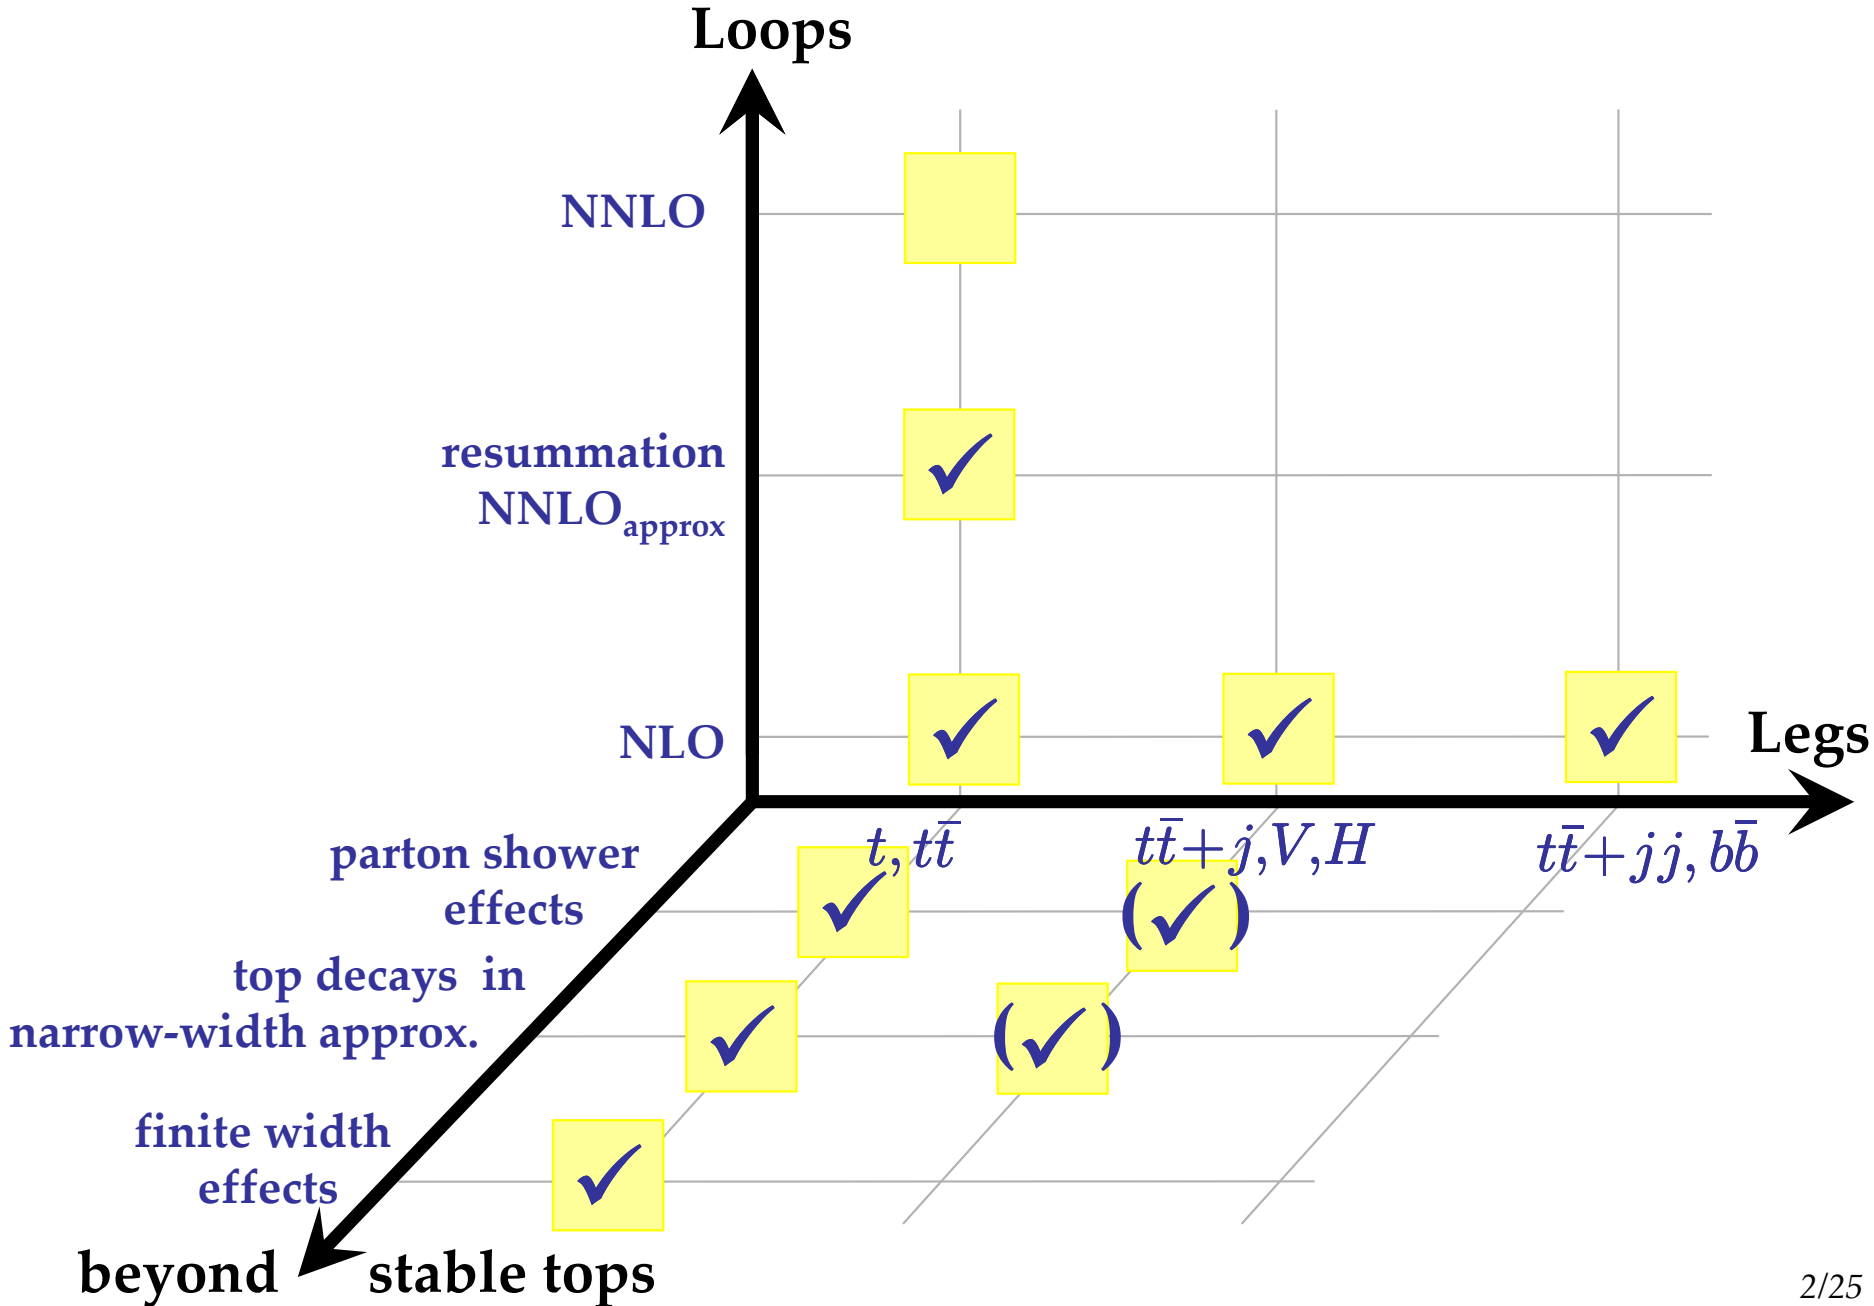 Loops
NNLO
resummation
NNLO_approx
NLO
Legs
t, tt̄
tt̄+j,V,H
tt̄+jj, bb̄
parton shower
effects
(✓)
top decays in
narrow-width approx.
(✓)
finite width
effects
beyond stable tops
2/25